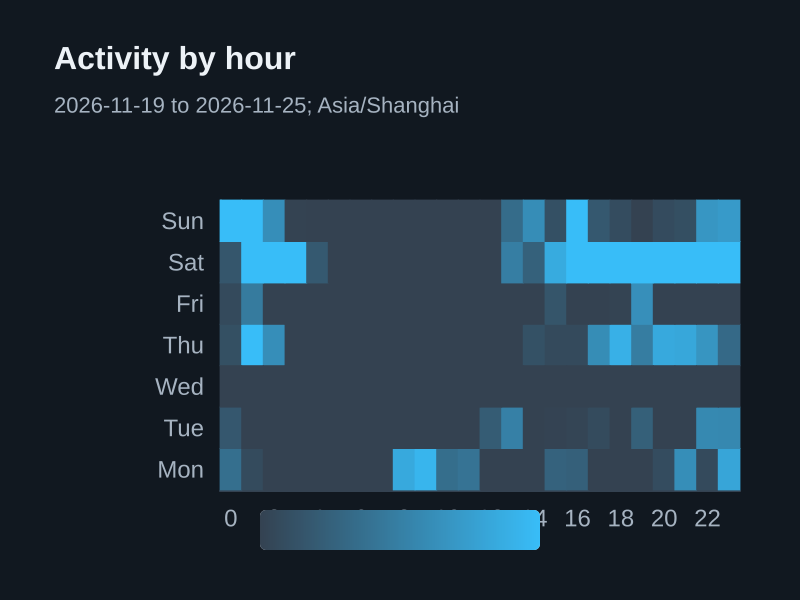 Activity by hour
2026-11-19 to 2026-11-25; Asia/Shanghai
Sun
Sat
Fri
Thu
Wed
Tue
Mon
0 16 18 20 22